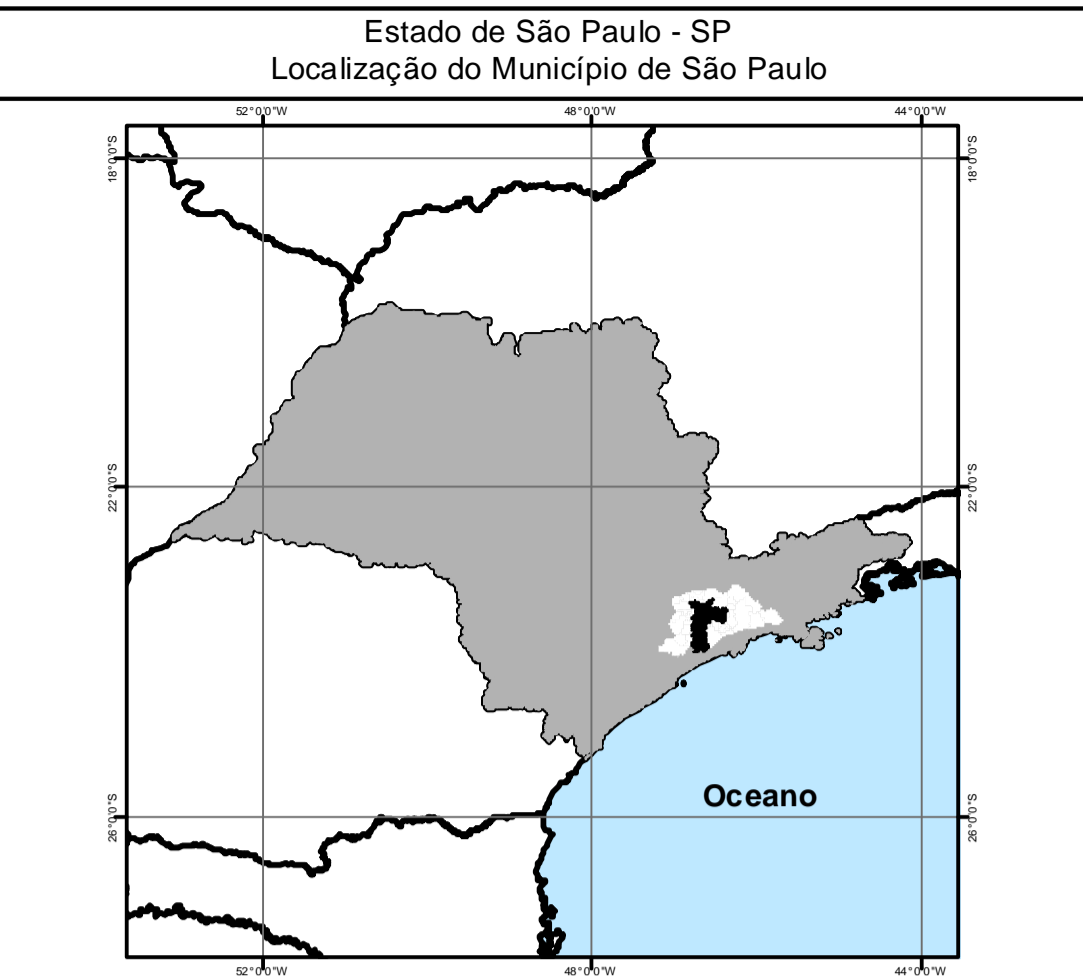 Estado de São Paulo - SP
Localização do Município de São Paulo
52°0'0"W 48°0'0"W 44°0'0"W
18°0'0"S 18°0'0"S
22°0'0"S 22°0'0"S
Oceano
26°0'0"S 26°0'0"S
52°0'0"W 48°0'0"W 44°0'0"W